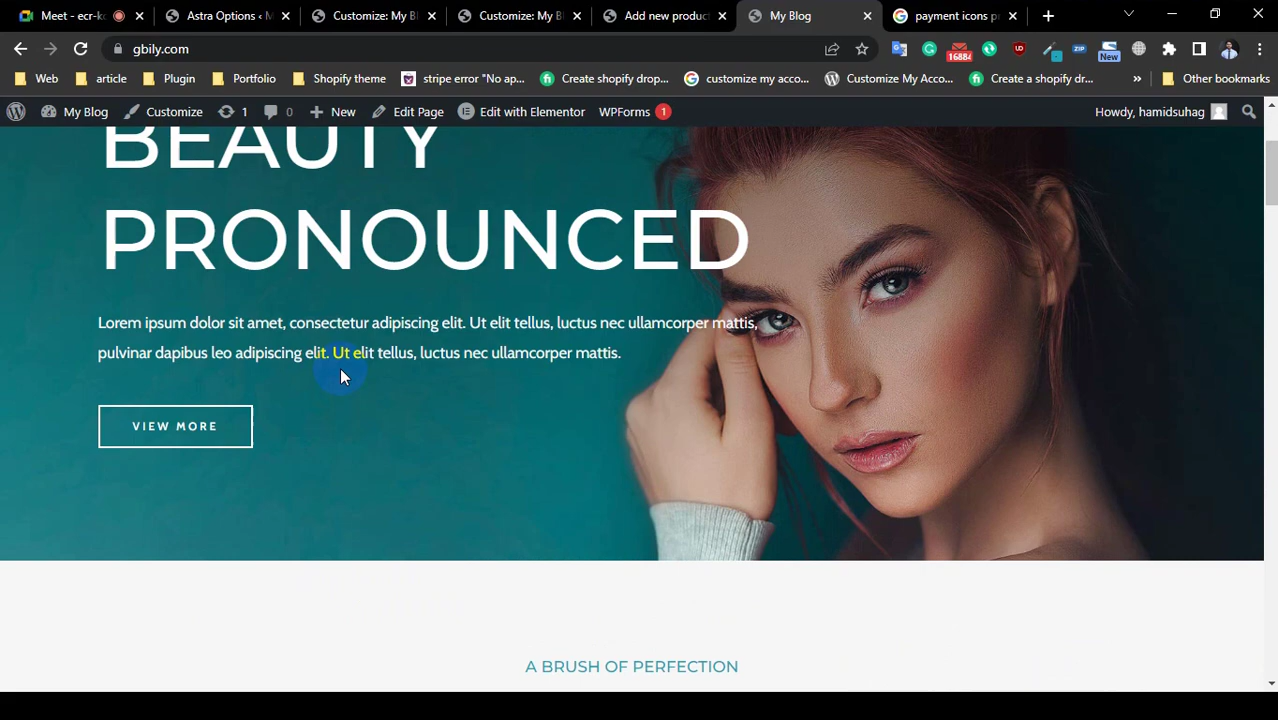 Meet - ecr-k
Astra Options ‹ M
Customize: My Bl
Customize: My Bl
Add new produc
My Blog
payment icons p
gbily.com
16884
New
Web
article
Plugin
Portfolio
Shopify theme
stripe error "No ap...
Create shopify drop...
customize my acco...
Customize My Acco...
Create a shopify dr...
»
Other bookmarks
My Blog
Customize
1
0
New
Edit Page
Edit with Elementor
WPForms 1
Howdy, hamidsuhag
BEAUTY
PRONOUNCED
Lorem ipsum dolor sit amet, consectetur adipiscing elit. Ut elit tellus, luctus nec ullamcorper mattis,
pulvinar dapibus leo adipiscing elit. Ut elit tellus, luctus nec ullamcorper mattis.
VIEW MORE
A BRUSH OF PERFECTION